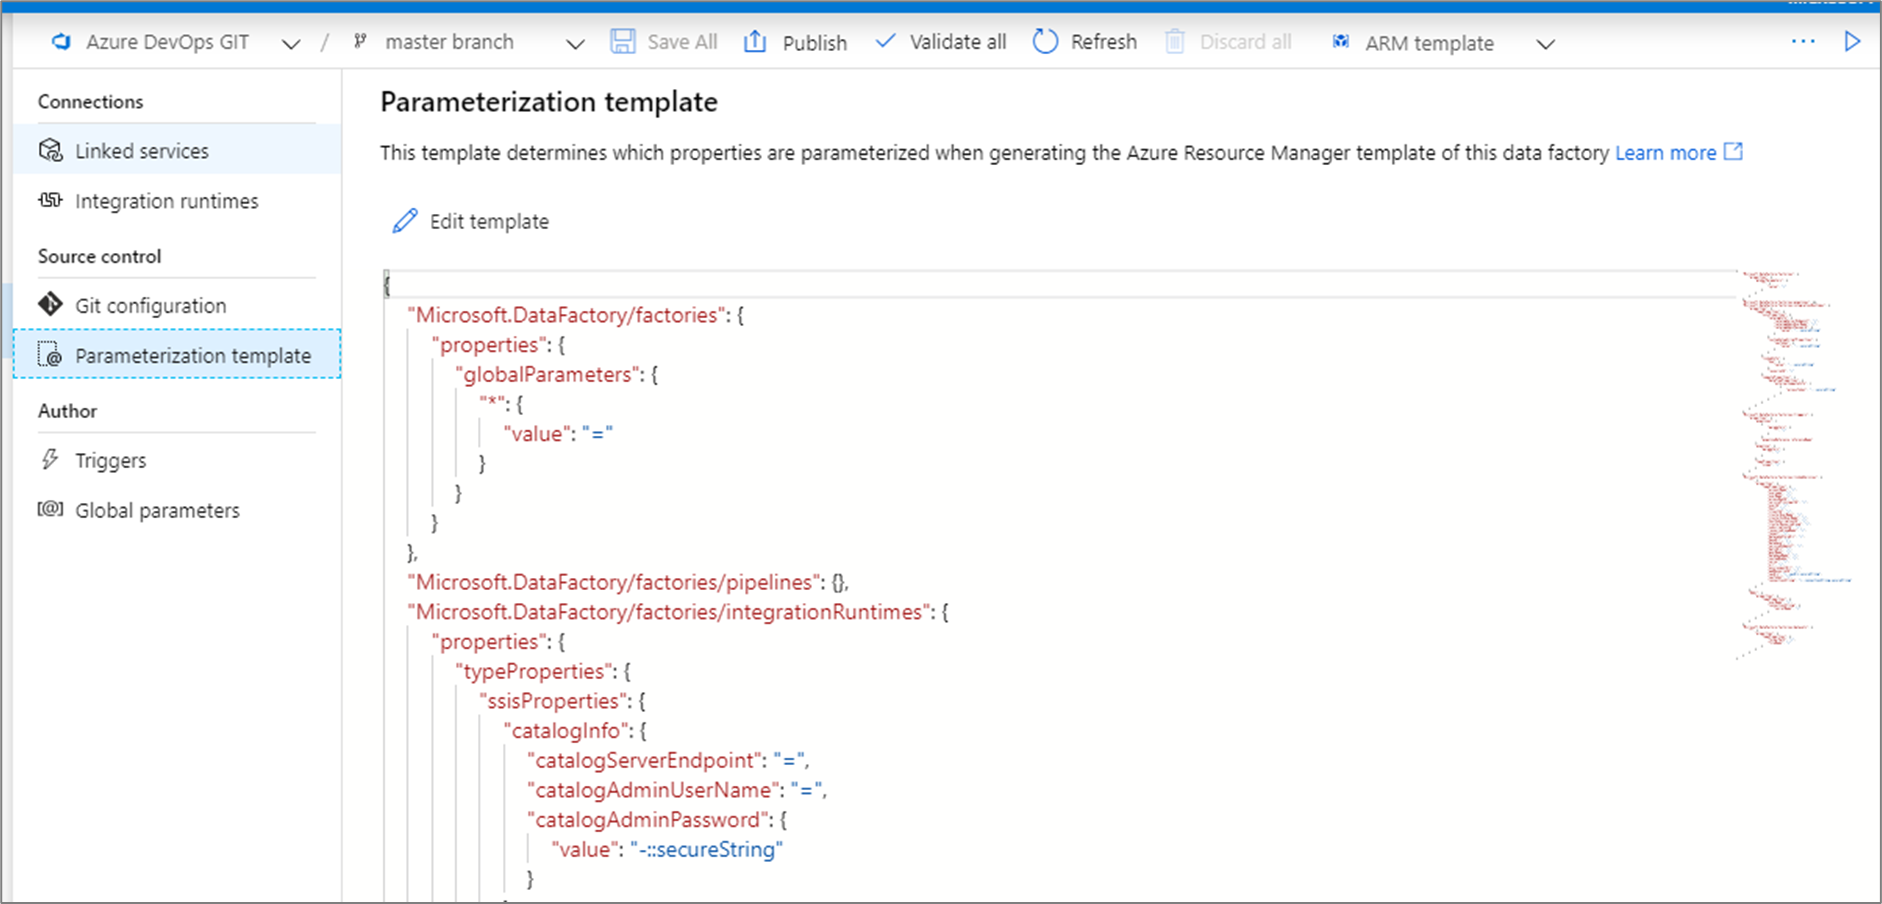 Azure DevOps GIT / master branch Save All Publish Validate all Refresh Discard all ARM template ...
Connections
Linked services
Integration runtimes
Source control
Git configuration
Parameterization template
Author
Triggers
Global parameters
Parameterization template
This template determines which properties are parameterized when generating the Azure Resource Manager template of this data factory Learn more
Edit template
{
"Microsoft.DataFactory/factories": {
"properties": {
"globalParameters": {
"*": {
"value": "="
}
}
}
},
"Microsoft.DataFactory/factories/pipelines": {},
"Microsoft.DataFactory/factories/integrationRuntimes": {
"properties": {
"typeProperties": {
"ssisProperties": {
"catalogInfo": {
"catalogServerEndpoint": "=",
"catalogAdminUserName": "=",
"catalogAdminPassword": {
"value": "-::secureString"
}